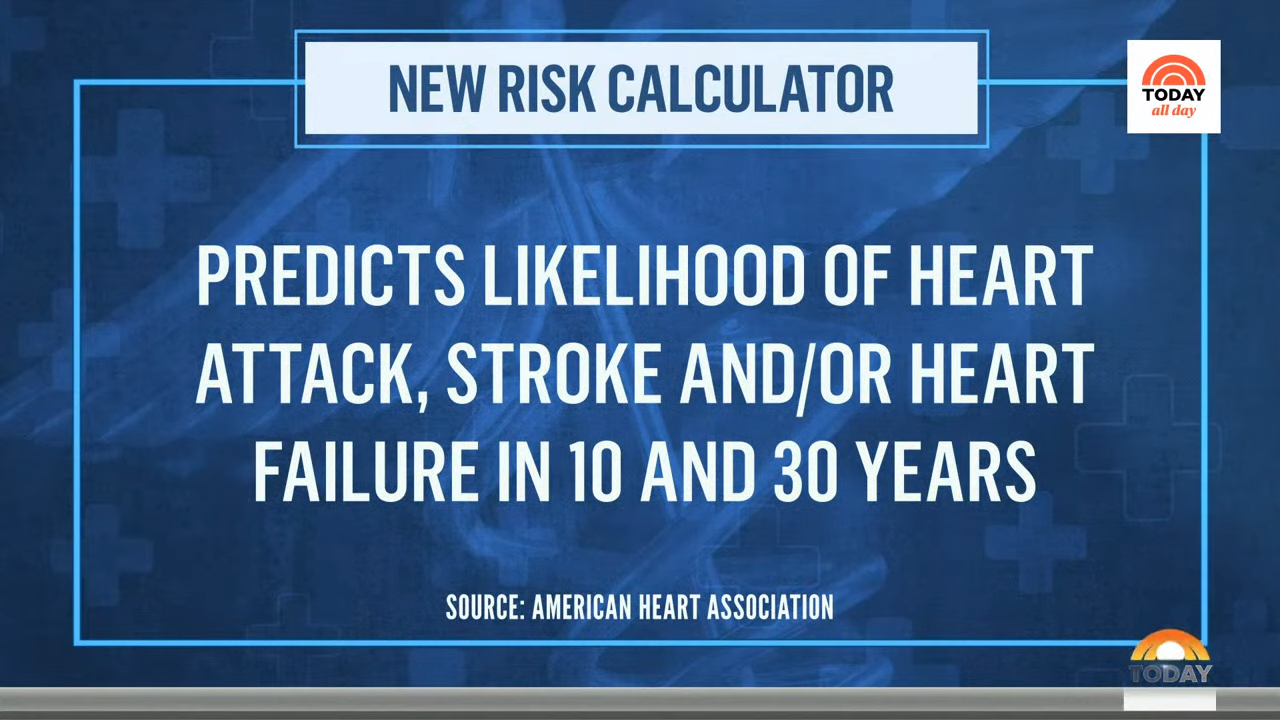 NEW RISK CALCULATOR
TODAY
all day
PREDICTS LIKELIHOOD OF HEART
ATTACK, STROKE AND/OR HEART
FAILURE IN 10 AND 30 YEARS
SOURCE: AMERICAN HEART ASSOCIATION
TODAY